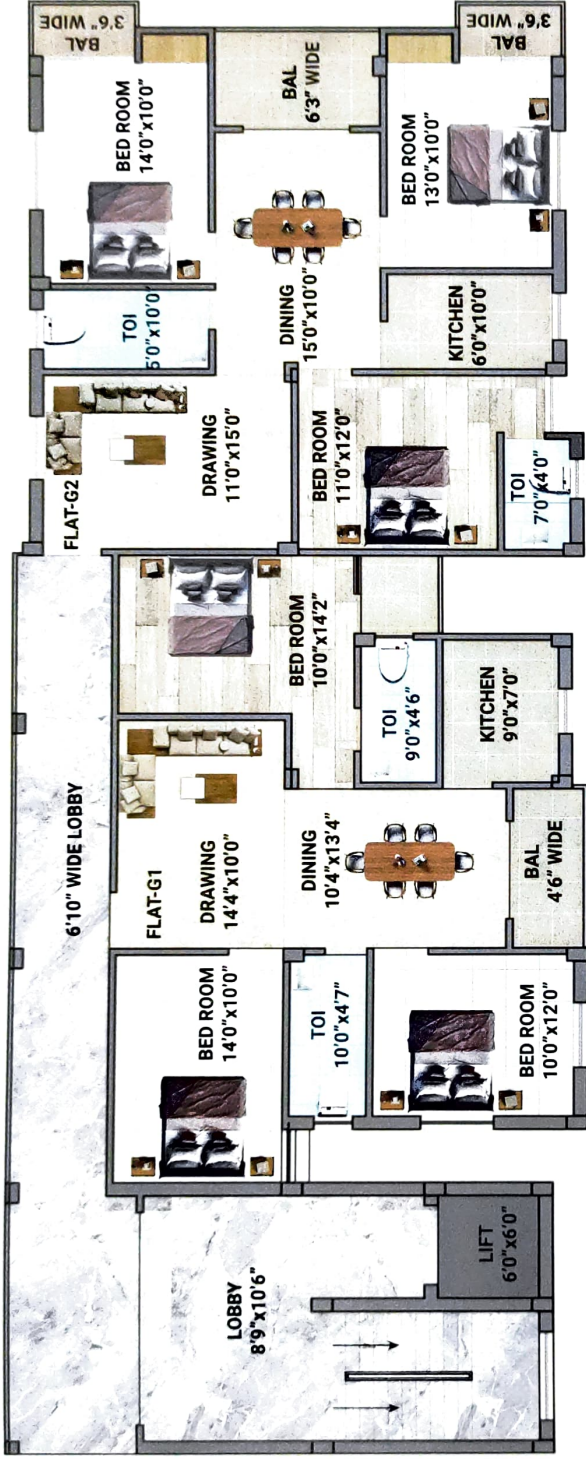 BAL
3'6" WIDE
BAL
3'6" WIDE
BED ROOM
14'0"x10'0"
BAL
6'3" WIDE
BED ROOM
13'0"x10'0"
TOI
5'0"x10'0"
DINING
15'0"x10'0"
KITCHEN
6'0"x10'0"
FLAT-G2
DRAWING
11'0"x15'0"
BED ROOM
11'0"x12'0"
TOI
7'0"x4'0"
BED ROOM
10'0"x14'2"
TOI
9'0"x4'6"
KITCHEN
9'0"x7'0"
6'10" WIDE LOBBY
FLAT-G1
DRAWING
14'4"x10'0"
DINING
10'4"x13'4"
BAL
4'6" WIDE
BED ROOM
14'0"x10'0"
TOI
10'0"x4'7"
BED ROOM
10'0"x12'0"
LOBBY
8'9"x10'6"
LIFT
6'0"x6'0"